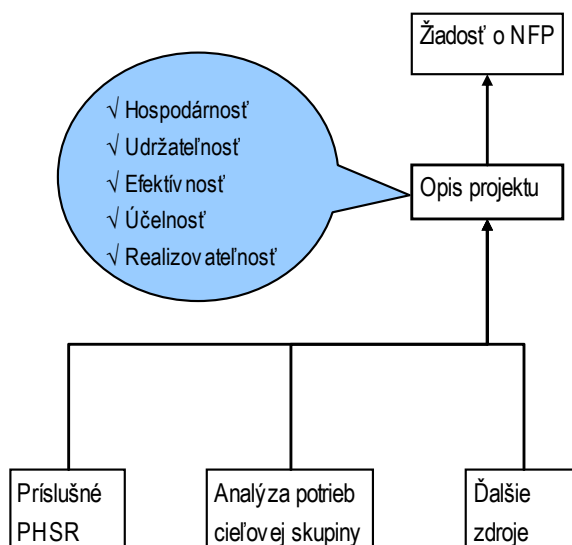 Žiadosť o NFP
√ Hospodárnosť
√ Udržateľnosť
√ Efektívnosť
√ Účelnosť
√ Realizovateľnosť
Opis projektu
Príslušné
PHSR
Analýza potrieb
cieľovej skupiny
Ďalšie
zdroje